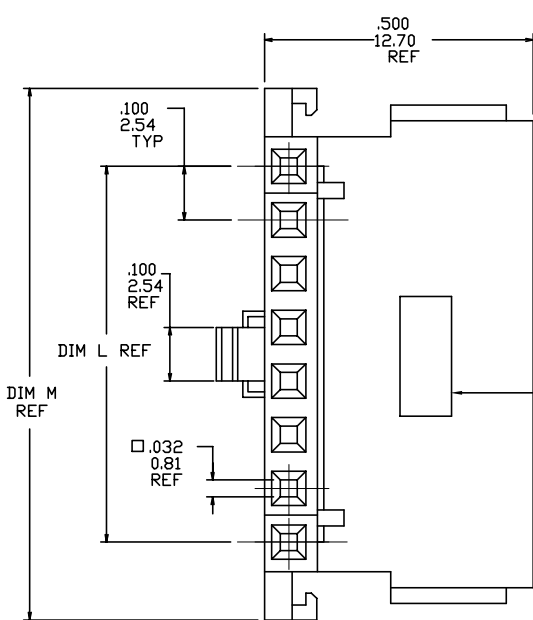 .500
12.70
REF
.100
2.54
TYP
.100
2.54
REF
DIM L REF
DIM M
REF
□.032
0.81
REF